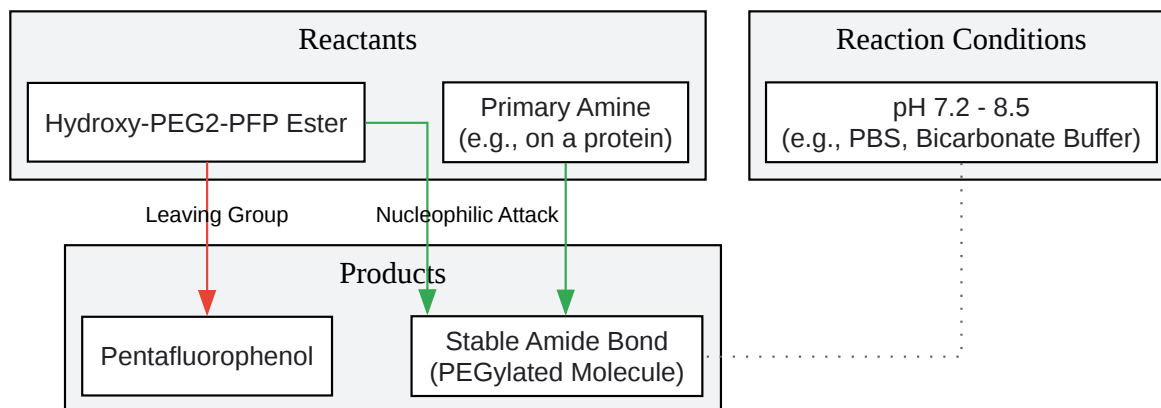 Reactants
Reaction Conditions
Hydroxy-PEG2-PFP Ester
Primary Amine
(e.g., on a protein)
pH 7.2 - 8.5
(e.g., PBS, Bicarbonate Buffer)
Leaving Group
Nucleophilic Attack
Products
Pentafluorophenol
Stable Amide Bond
(PEGylated Molecule)